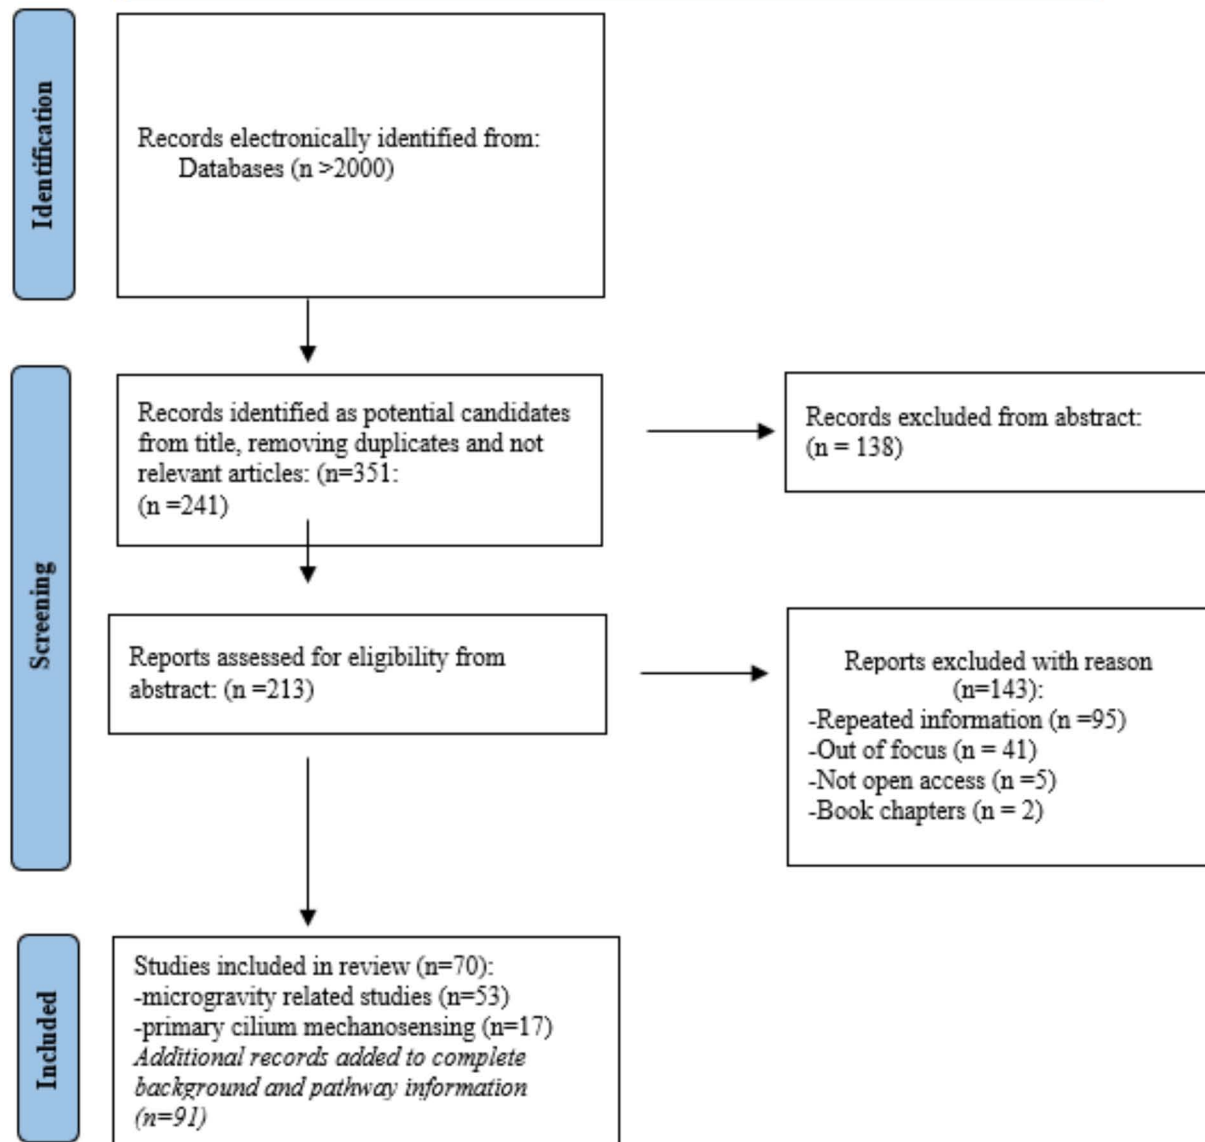 Identification
Records electronically identified from:
Databases (n >2000)
Screening
Records identified as potential candidates
from title, removing duplicates and not
relevant articles: (n=351:
(n =241)
Records excluded from abstract:
(n = 138)
Reports assessed for eligibility from
abstract: (n =213)
Reports excluded with reason
(n=143):
-Repeated information (n =95)
-Out of focus (n = 41)
-Not open access (n =5)
-Book chapters (n = 2)
Included
Studies included in review (n=70):
-microgravity related studies (n=53)
-primary cilium mechanosensing (n=17)
Additional records added to complete
background and pathway information
(n=91)